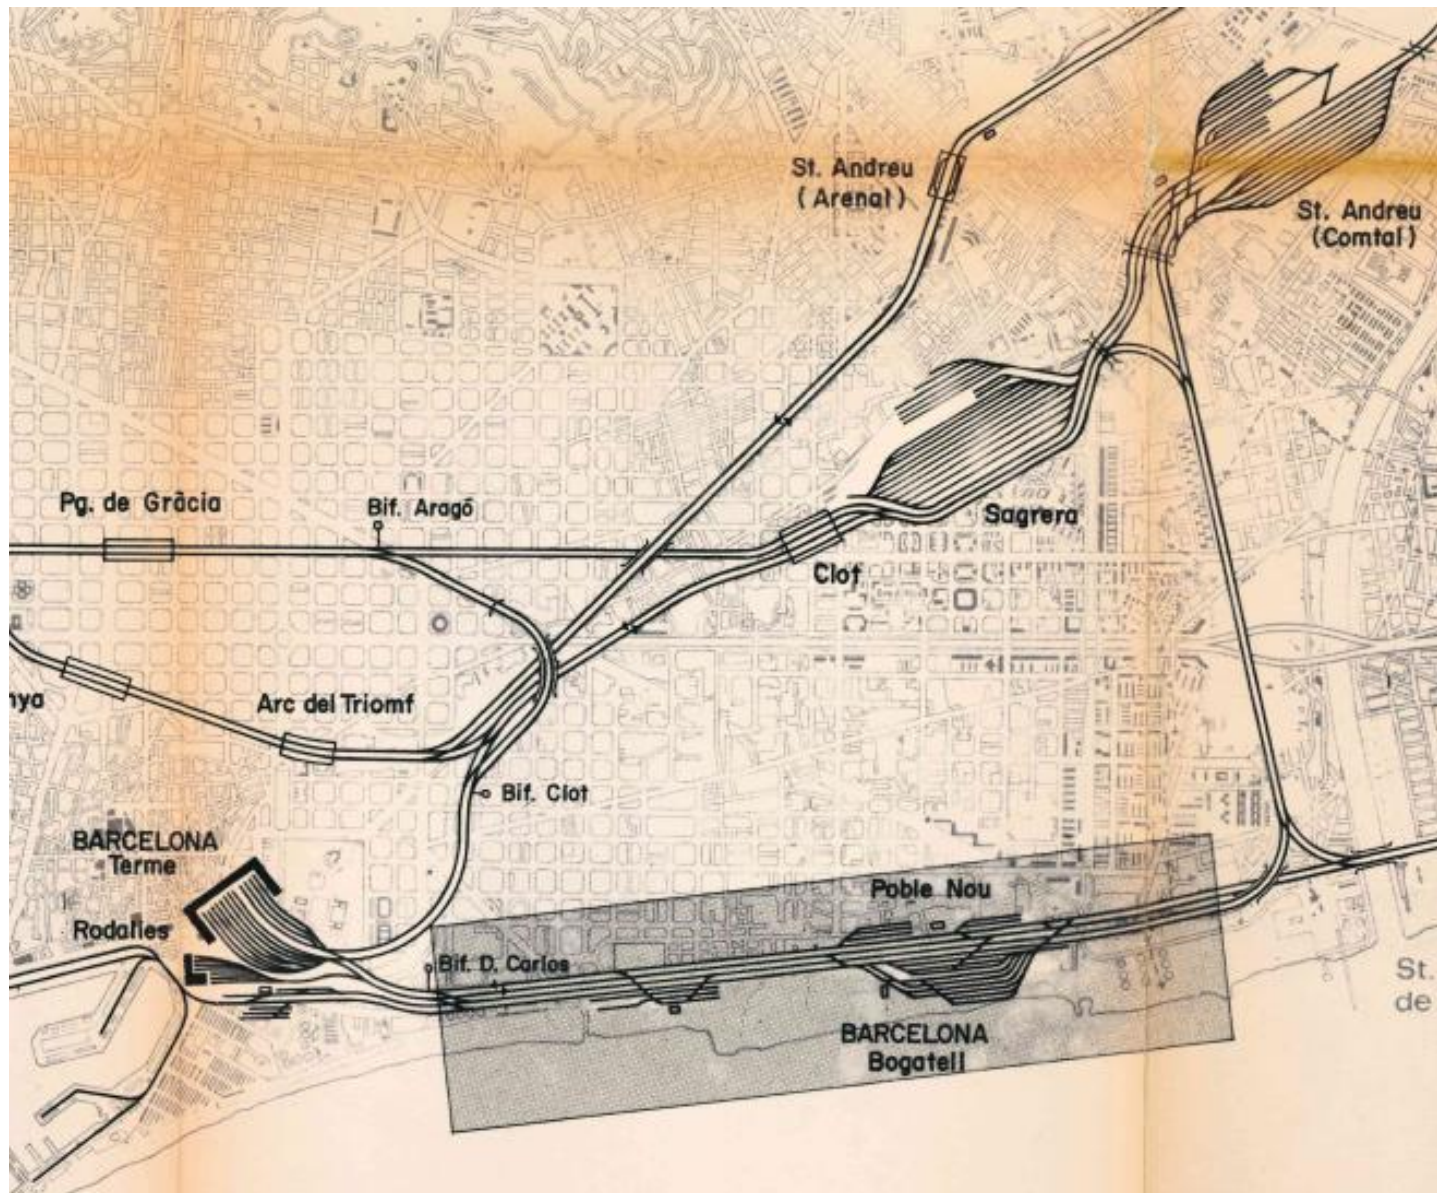 St. Andreu
(Arenal)
St. Andreu
(Comtal)
Pg. de Gràcia
Bif. Aragó
Sagrera
Clot
nya
Arc del Triomf
Bif. Clot
BARCELONA
Terme
Poble Nou
Rodalies
Bif. D. Carlos
St.
de
BARCELONA
Bogatell